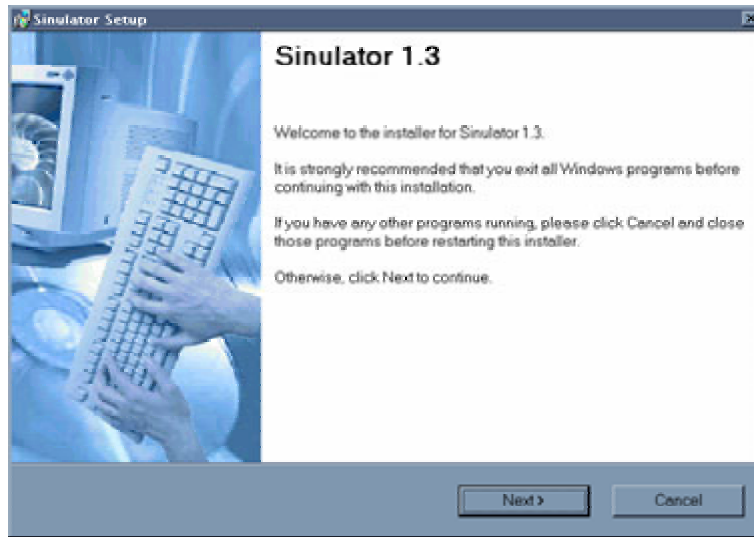 Sinulator Setup
Sinulator 1.3
Welcome to the installer for Sinulator 1.3.
It is strongly recommended that you exit all Windows programs before
continuing with this installation.
If you have any other programs running, please click Cancel and close
those programs before restarting this installer.
Otherwise, click Next to continue.
Next >
Cancel